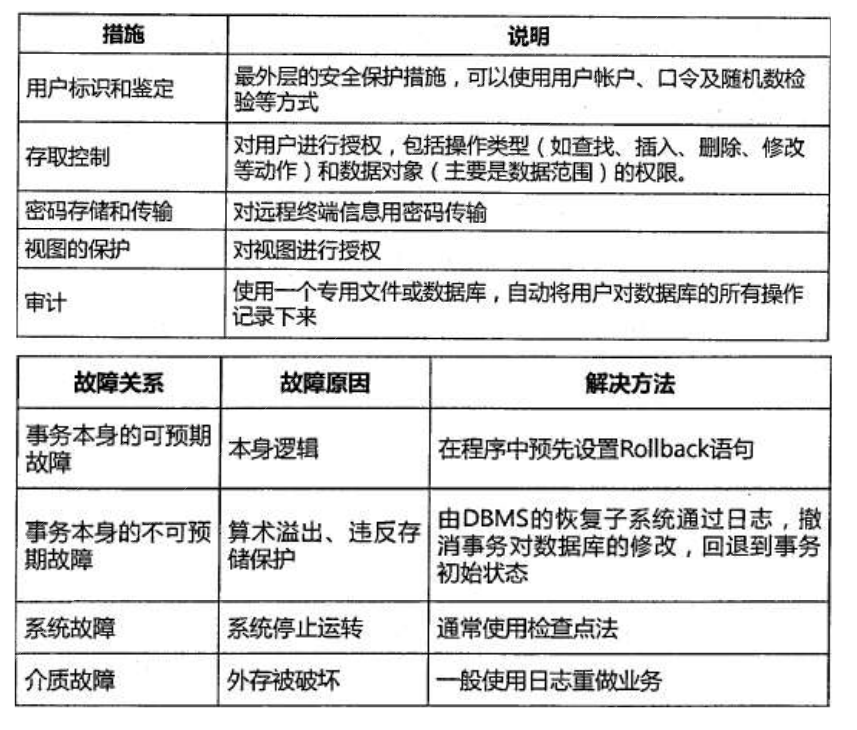 措施 说明
用户标识和鉴定 最外层的安全保护措施，可以使用用户帐户、口令及随机数检
验等方式
存取控制 对用户进行授权，包括操作类型（如查找、插入、删除、修改
等动作）和数据对象（主要是数据范围）的权限。
密码存储和传输 对远程终端信息用密码传输
视图的保护 对视图进行授权
审计 使用一个专用文件或数据库，自动将用户对数据库的所有操作
记录下来
故障关系 故障原因 解决方法
事务本身的可预期
故障
本身逻辑
在程序中预先设置Rollback语句
事务本身的不可预
期故障
算术溢出、违反存
储保护
由DBMS的恢复子系统通过日志，撤
消事务对数据库的修改，回退到事务
初始状态
系统故障 系统停止运转 通常使用检查点法
介质故障 外存被破坏 一般使用日志重做业务